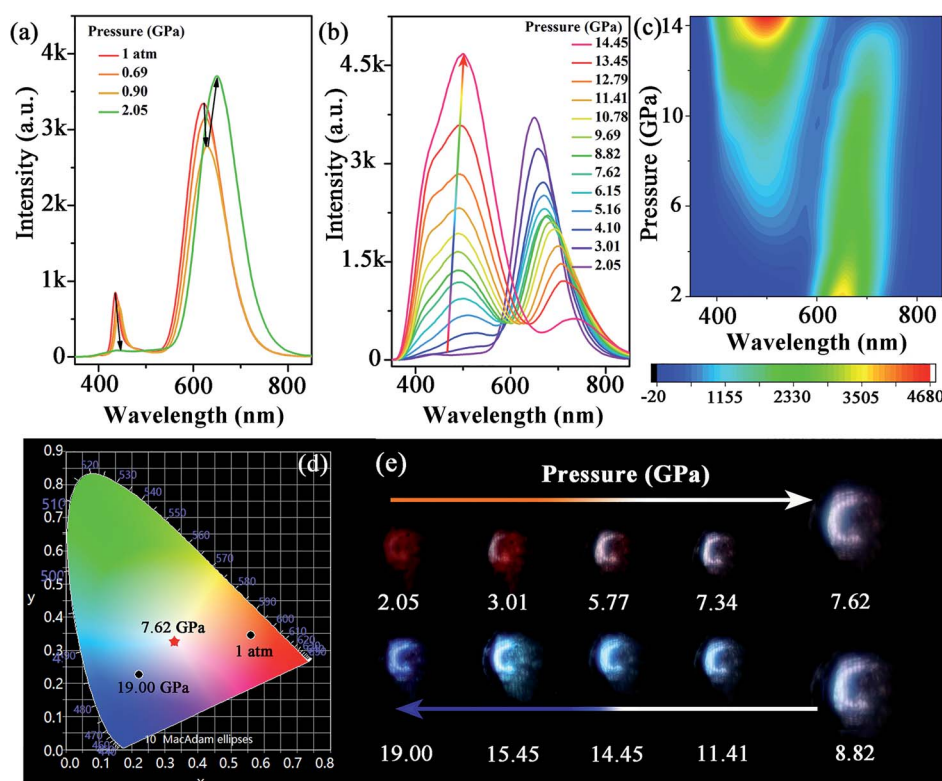 (a)
Pressure (GPa)
1 atm
0.69
0.90
2.05
4k
3k
2k
1k
0
Intensity (a.u.)
400 600 800
Wavelength (nm)
(b)
Pressure (GPa)
14.45
13.45
12.79
11.41
10.78
9.69
8.82
7.62
6.15
5.16
4.10
3.01
2.05
4.5k
3k
1.5k
0
Intensity (a.u.)
400 600 800
Wavelength (nm)
(c)
14
10
6
2
Pressure (GPa)
400 600 800
Wavelength (nm)
-20 1155 2330 3505 4680
(d)
0.9
0.8
0.7
0.6
0.5
y
0.4
0.3
0.2
0.1
0.0
0.0 0.1 0.2 0.3 0.4 0.5 0.6 0.7 0.8
520
530
540
550
560
570
580
590
600
610
620
510
500
480
470
460
7.62 GPa
1 atm
19.00 GPa
10 MacAdam ellipses
(e)
Pressure (GPa)
2.05 3.01 5.77 7.34 7.62
19.00 15.45 14.45 11.41 8.82